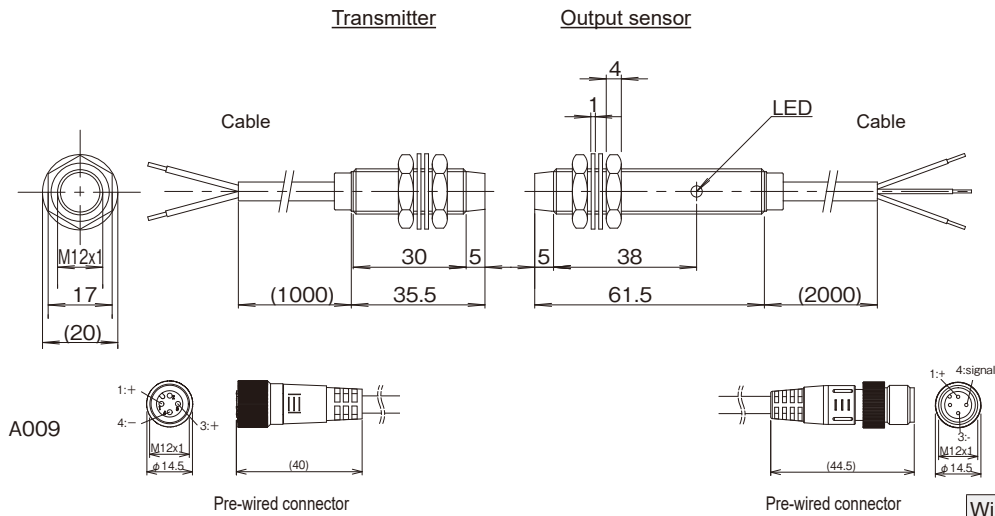 Transmitter
Output sensor
4
1
LED
Cable
Cable
M12x1
30
5
5
38
17
(1000)
35.5
61.5
(2000)
(20)
1:+
4:signal
1:+
4:-
3:+
A009
3:-
M12x1
M12x1
φ14.5
(40)
(44.5)
φ14.5
Pre-wired connector
Pre-wired connector
Wi